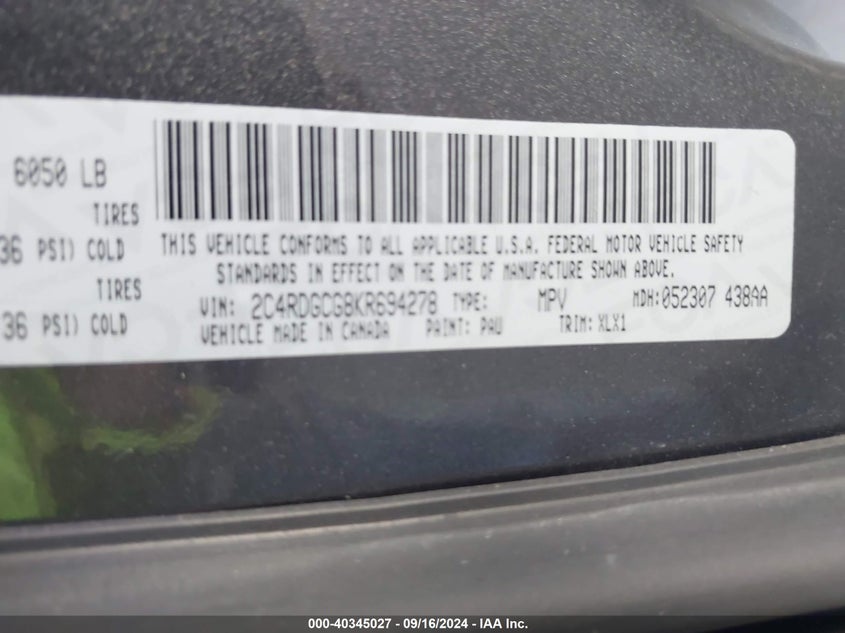 6050 LB
TIRES
36 PSI) COLD
TIRES
36 PSI) COLD
THIS VEHICLE CONFORMS TO ALL APPLICABLE U.S.A. FEDERAL MOTOR VEHICLE SAFETY
STANDARDS IN EFFECT ON THE DATE OF MANUFACTURE SHOWN ABOVE.
VIN: 2C4RDGCG8KR694278 TYPE: MPV MDH:052307 438AA
VEHICLE MADE IN CANADA PAINT: PAU TRIM: XLX1
000-40345027 - 09/16/2024 - IAA Inc.